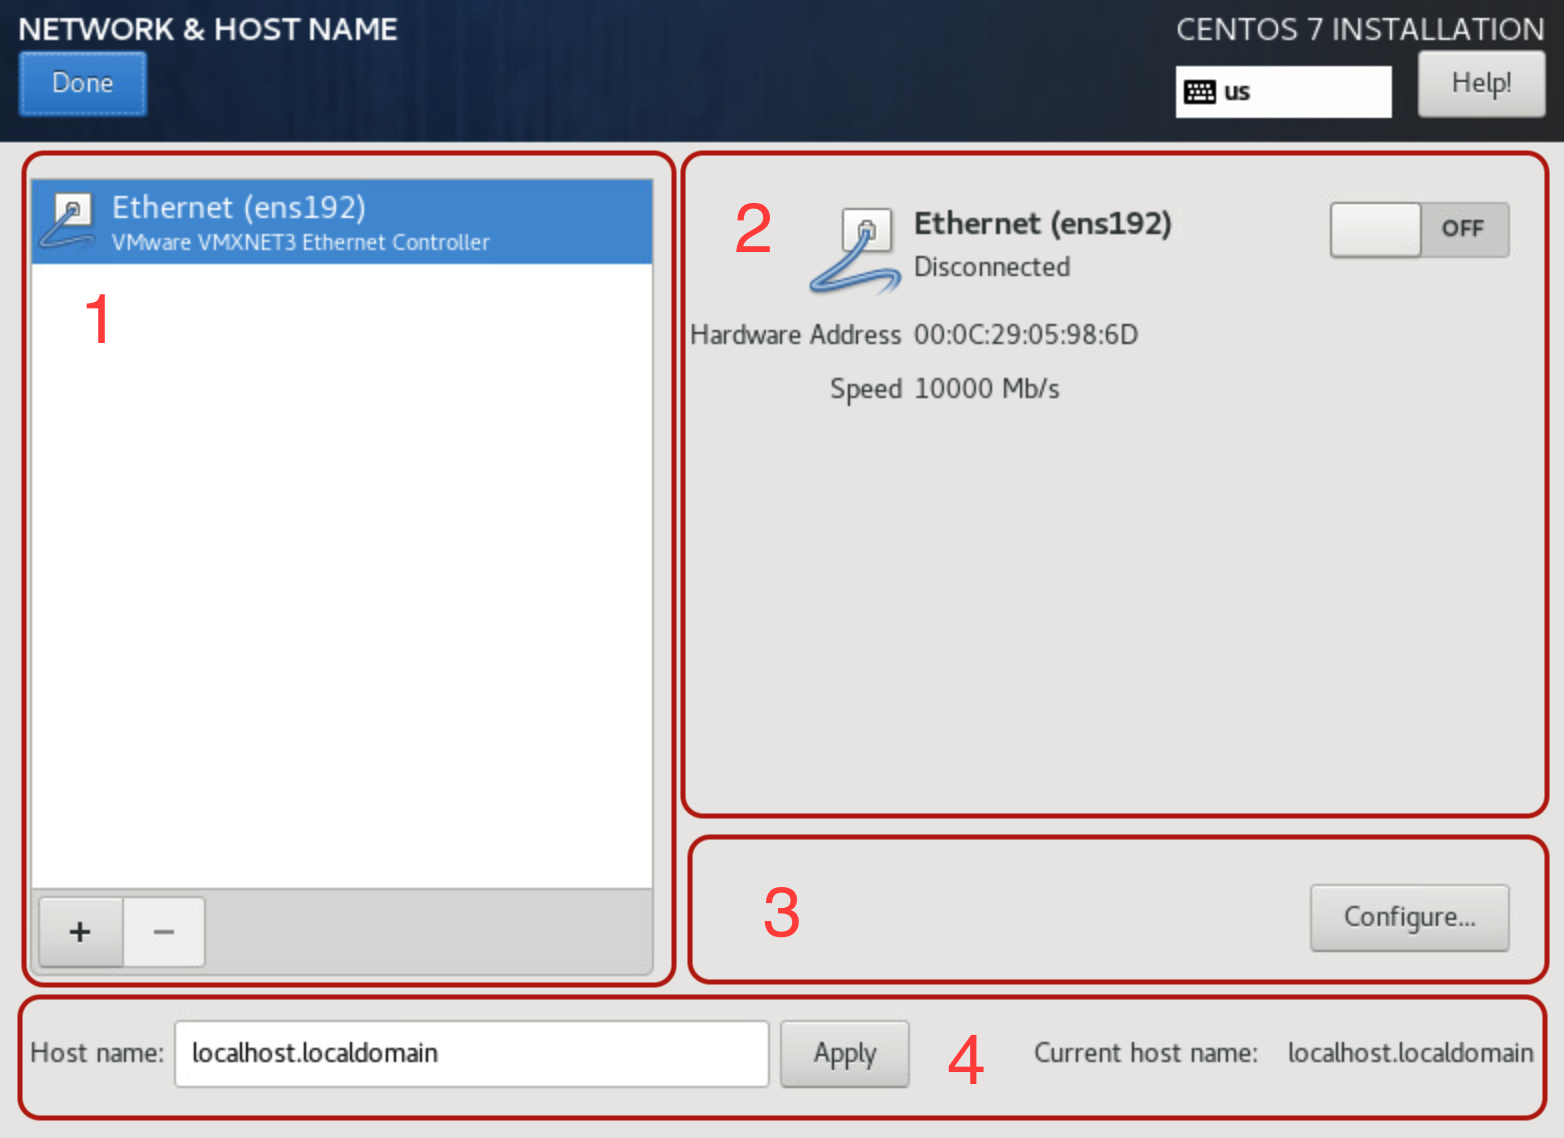 NETWORK & HOST NAME
CENTOS 7 INSTALLATION
Done
us
Help!
Ethernet (ens192)
VMware VMXNET3 Ethernet Controller
1
+ −
2
Ethernet (ens192)
OFF
Disconnected
Hardware Address 00:0C:29:05:98:6D
Speed 10000 Mb/s
3
Configure...
Host name: localhost.localdomain Apply
4
Current host name: localhost.localdomain